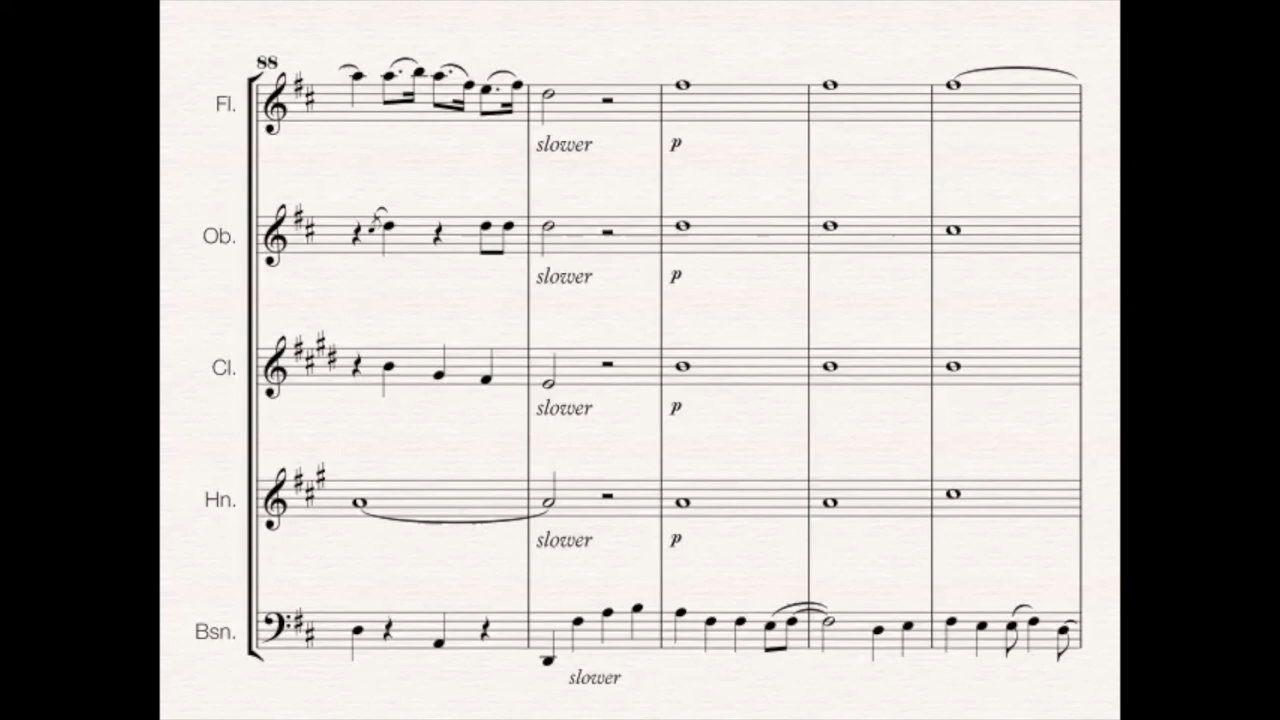 88
Fl.
slower p
Ob.
slower p
Cl.
slower p
Hn.
slower p
Bsn.
slower